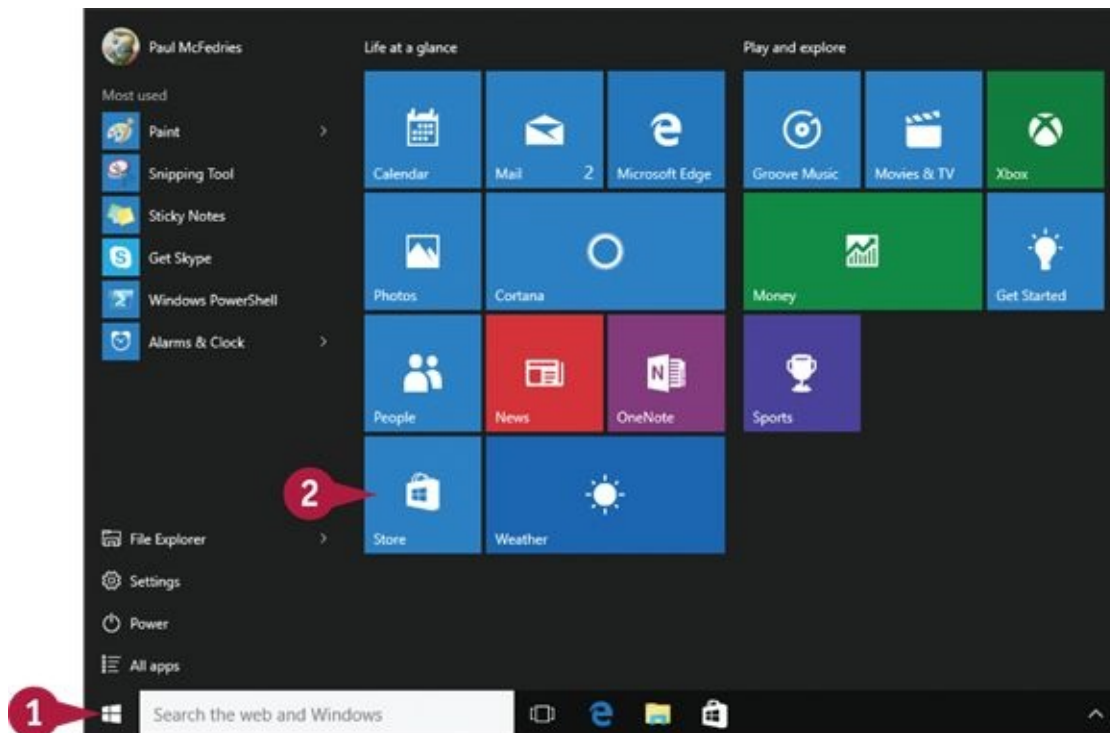 Paul McFedries
Most used
Paint
Snipping Tool
Sticky Notes
Get Skype
Windows PowerShell
Alarms & Clock
File Explorer
Settings
Power
All apps
Life at a glance
Calendar
Mail 2
Microsoft Edge
Photos
Cortana
People
News
N
OneNote
2
Store
Weather
Play and explore
Groove Music
Movies & TV
Xbox
Money
Get Started
Sports
1
Search the web and Windows